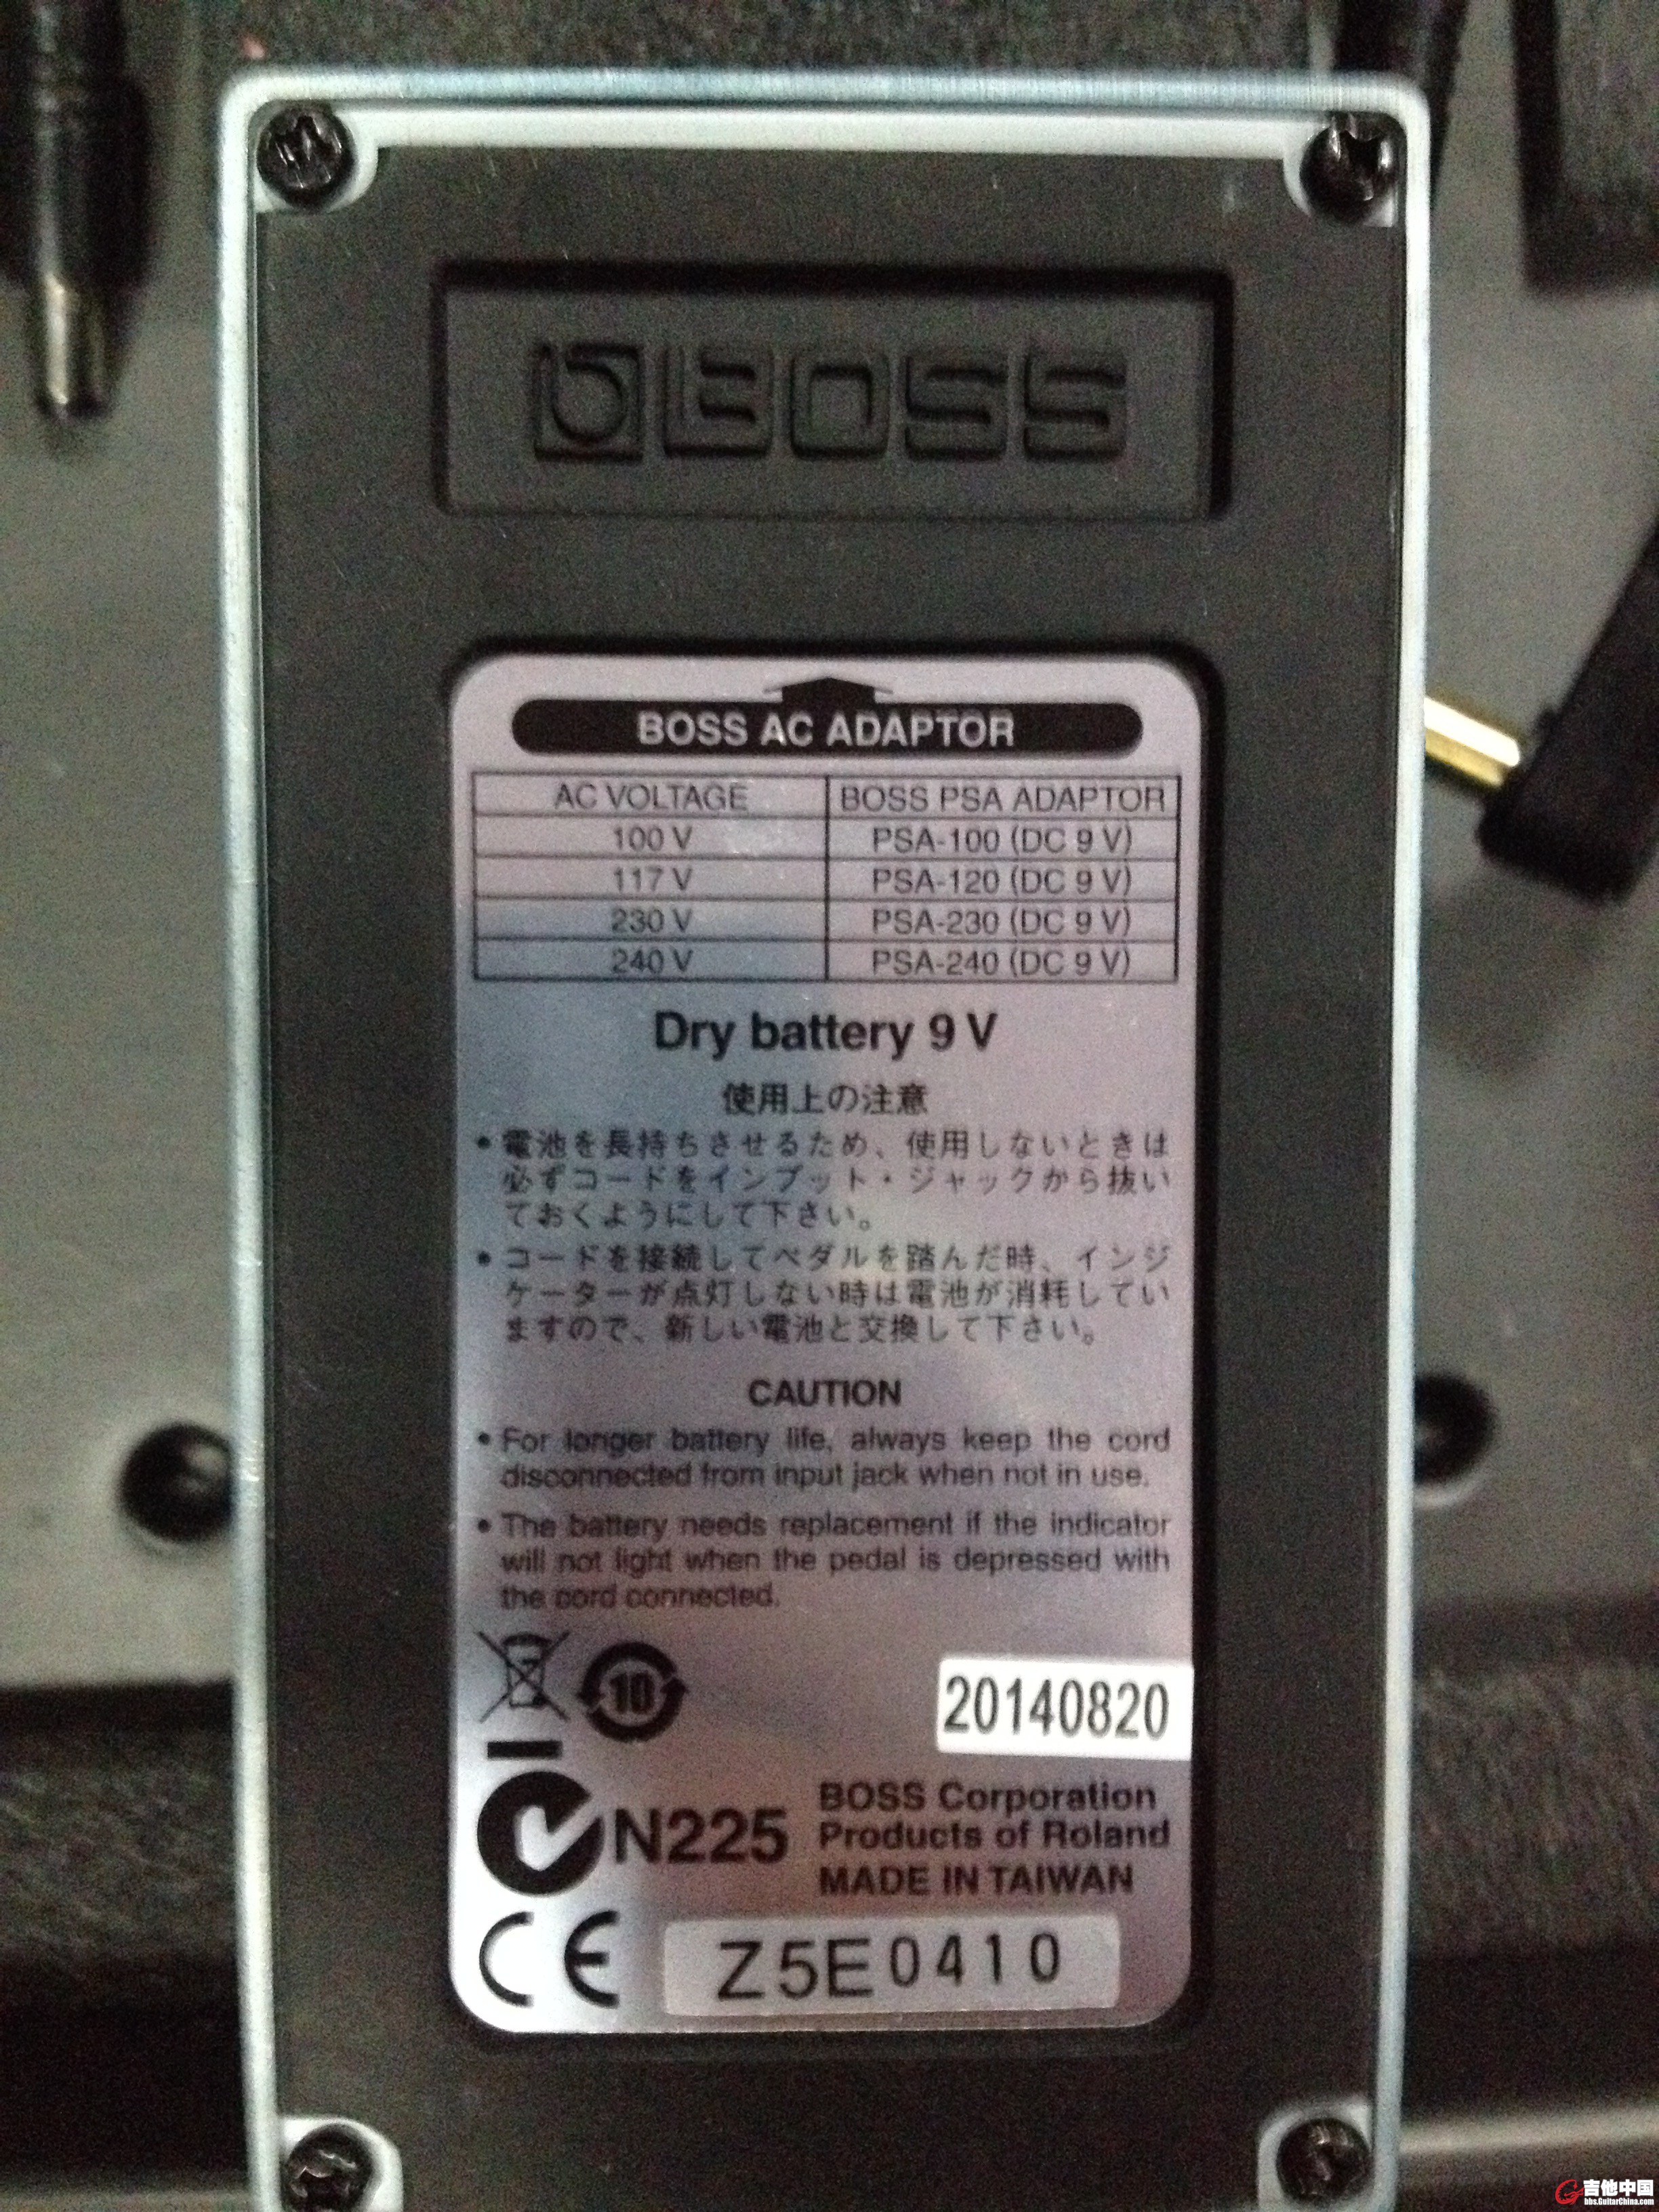 BOSS
BOSS AC ADAPTOR
AC VOLTAGE BOSS PSA ADAPTOR
100 V PSA-100 (DC 9 V)
117 V PSA-120 (DC 9 V)
230 V PSA-230 (DC 9 V)
240 V PSA-240 (DC 9 V)
Dry battery 9 V
使用上の注意
• 電池を長持ちさせるため、使用しないときは
必ずコードをインプット・ジャックから抜い
ておくようにして下さい。
• コードを接続してペダルを踏んだ時、インジ
ケーターが点灯しない時は電池が消耗してい
ますので、新しい電池と交換して下さい。
CAUTION
• For longer battery life, always keep the cord
disconnected from input jack when not in use.
• The battery needs replacement if the indicator
will not light when the pedal is depressed with
the cord connected.
10
20140820
N225
BOSS Corporation
Products of Roland
MADE IN TAIWAN
CE
Z5E0410
吉他中国
bbs.GuitarChina.com